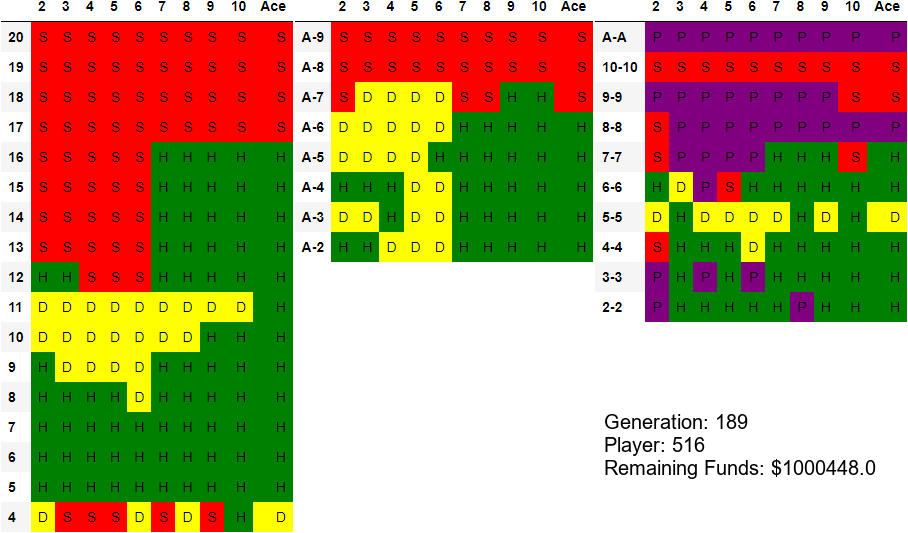 2 3 4 5 6 7 8 9 10 Ace
20 S S S S S S S S S S
19 S S S S S S S S S S
18 S S S S S S S S S S
17 S S S S S S S S S S
16 S S S S S H H H H H
15 S S S S S H H H H H
14 S S S S S H H H H H
13 S S S S S H H H H H
12 H H S S S H H H H H
11 D D D D D D D D D H
10 D D D D D D D H H H
9 H D D D D H H H H H
8 H H H H D H H H H H
7 H H H H H H H H H H
6 H H H H H H H H H H
5 H H H H H H H H H H
4 D S S S D S D S H D
2 3 4 5 6 7 8 9 10 Ace
A-9 S S S S S S S S S S
A-8 S S S S S S S S S S
A-7 S D D D D S S H H S
A-6 D D D D D H H H H H
A-5 D D D D H H H H H H
A-4 H H H D D H H H H H
A-3 D D H D D H H H H H
A-2 H H D D D H H H H H
2 3 4 5 6 7 8 9 10 Ace
A-A P P P P P P P P P P
10-10 S S S S S S S S S S
9-9 P P P P P P P P S S
8-8 S P P P P P P P P P
7-7 S P P P P H H H S H
6-6 H D P S H H H H H H
5-5 D H D D D D H D H D
4-4 S H H H D H H H H H
3-3 P H P H P H H H H H
2-2 P H H H H H P H H H
Generation: 189
Player: 516
Remaining Funds: $1000448.0